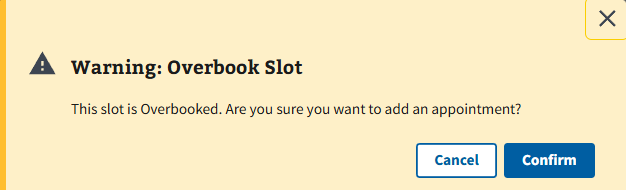 Warning: Overbook Slot
This slot is Overbooked. Are you sure you want to add an appointment?
Cancel
Confirm